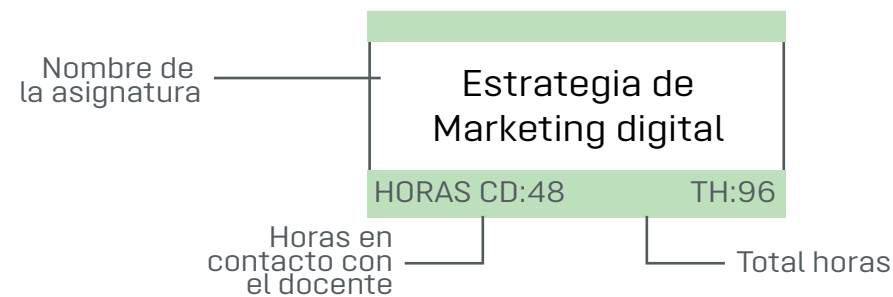 Nombre de
la asignatura
Estrategia de
Marketing digital
HORAS CD:48 TH:96
Horas en
contacto con
el docente
Total horas